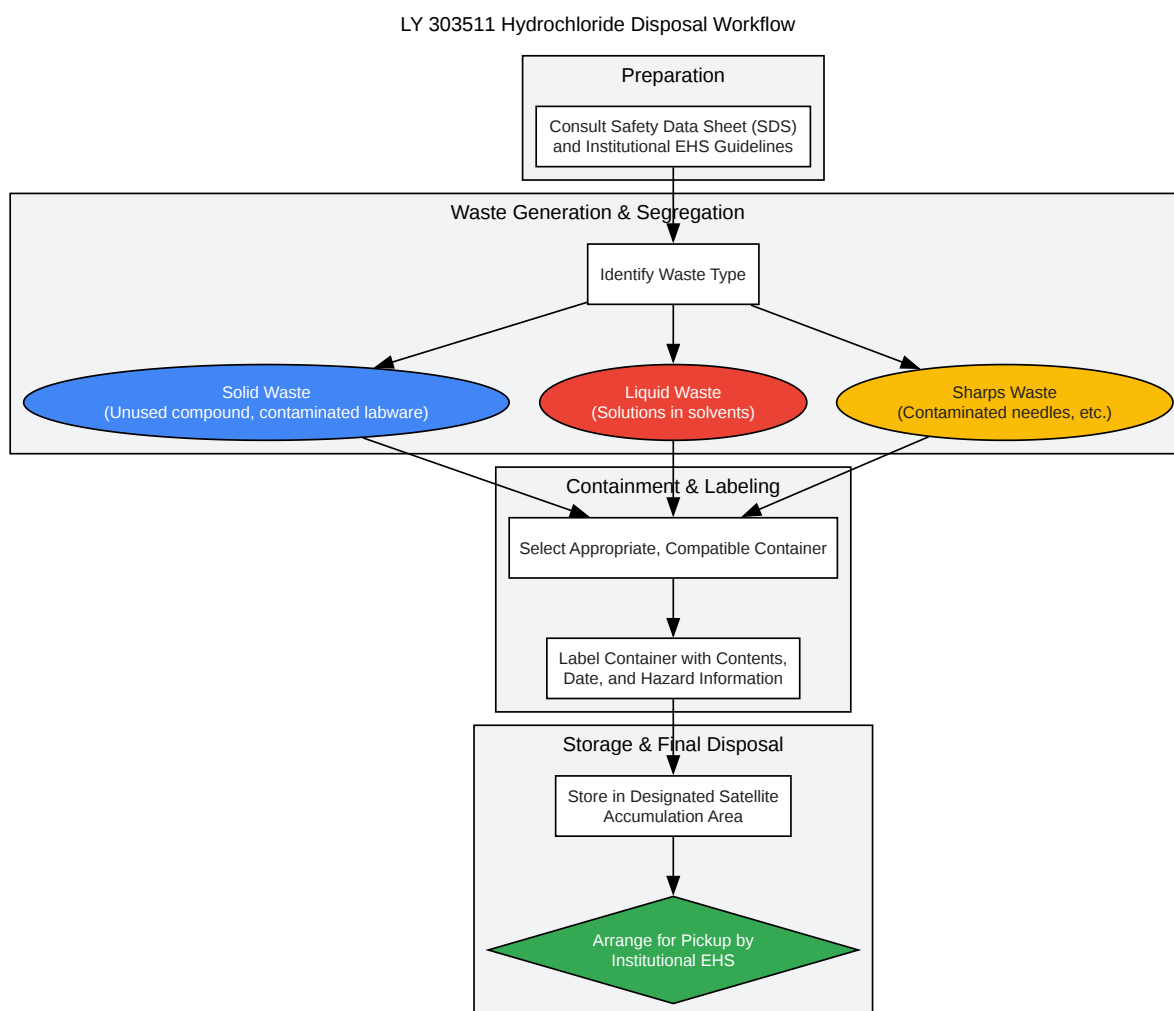 LY 303511 Hydrochloride Disposal Workflow
Preparation
Consult Safety Data Sheet (SDS)
and Institutional EHS Guidelines
Waste Generation & Segregation
Identify Waste Type
Solid Waste
(Unused compound, contaminated labware)
Liquid Waste
(Solutions in solvents)
Sharps Waste
(Contaminated needles, etc.)
Containment & Labeling
Select Appropriate, Compatible Container
Label Container with Contents,
Date, and Hazard Information
Storage & Final Disposal
Store in Designated Satellite
Accumulation Area
Arrange for Pickup by
Institutional EHS